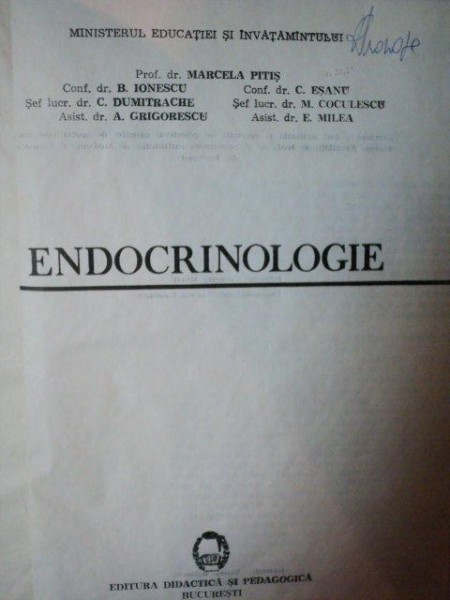 MINISTERUL EDUCAŢIEI ŞI ÎNVĂŢĂMÎNTULUI
Prof. dr. MARCELA PITIŞ
Conf. dr. B. IONESCU Conf. dr. C. EŞANU
Şef lucr. dr. C. DUMITRACHE Şef lucr. dr. M. COCULESCU
Asist. dr. A. GRIGORESCU Asist. dr. E. MILEA
ENDOCRINOLOGIE
EDITURA DIDACTICĂ ŞI PEDAGOGICĂ
BUCUREŞTI